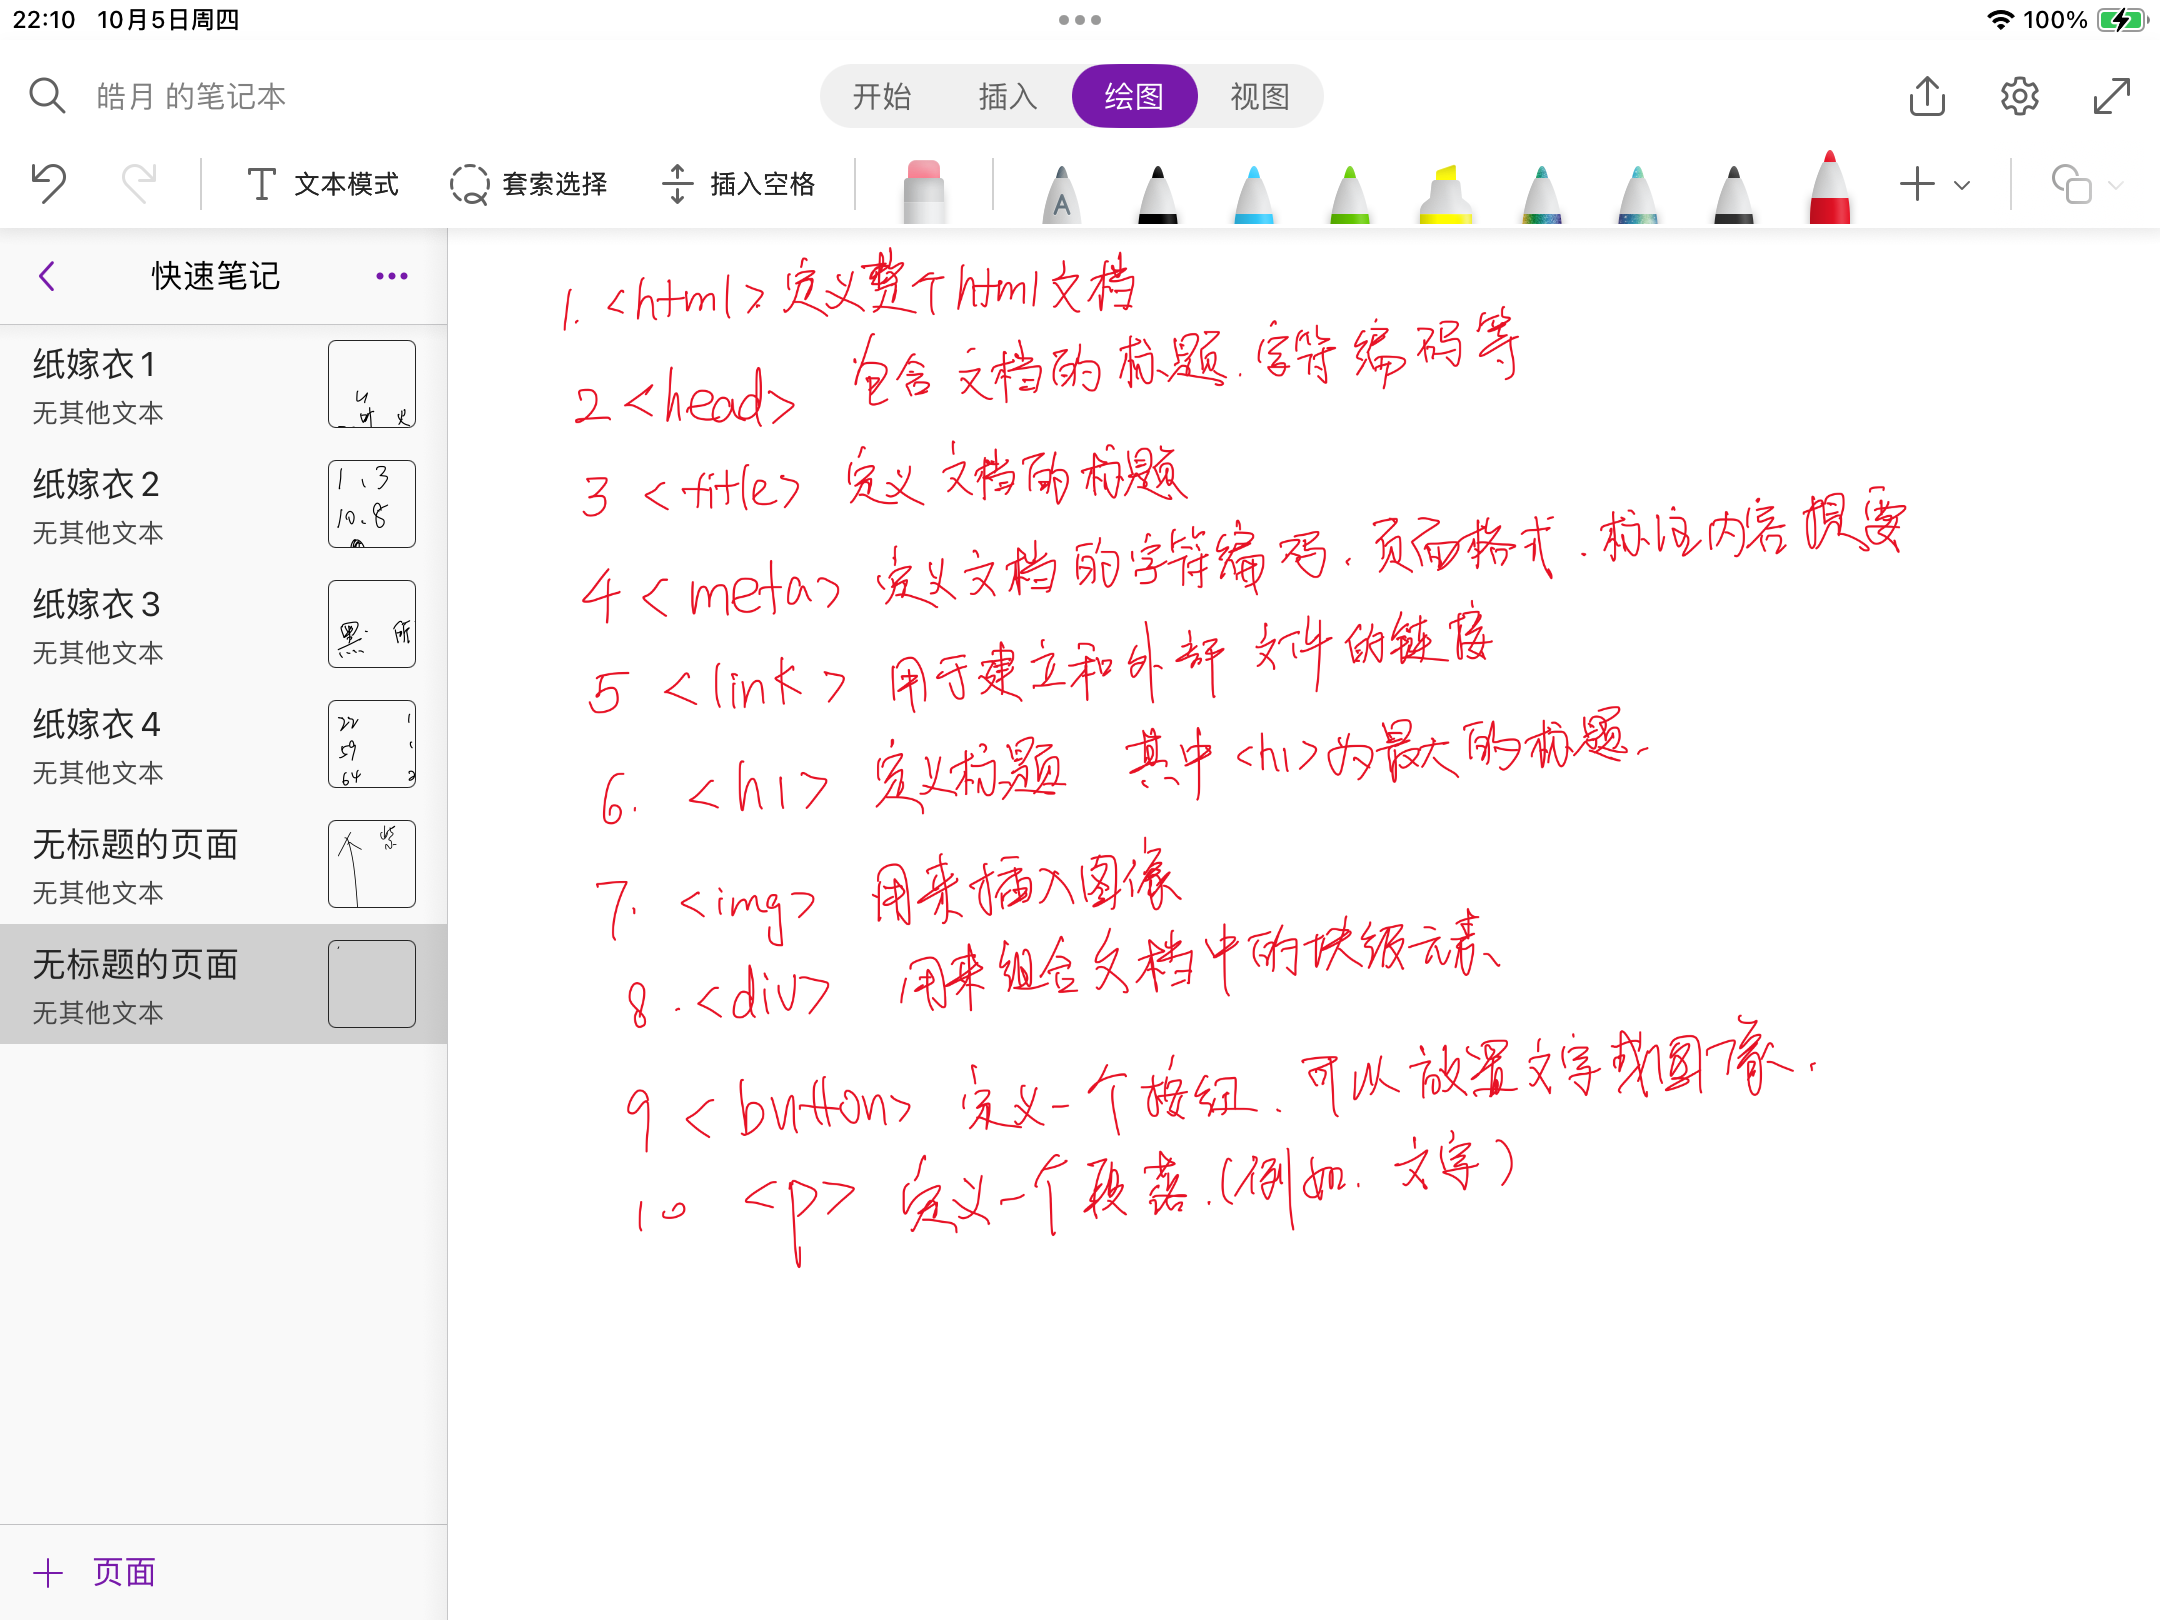 22:10 10月5日周四 100%
皓月 的笔记本 开始 插入 绘图 视图
文本模式 套索选择 插入空格 A
快速笔记
纸嫁衣1
无其他文本
纸嫁衣2
无其他文本
1、3
10.8
纸嫁衣3
无其他文本
黑 所
纸嫁衣4
无其他文本
22
59
64
无标题的页面
无其他文本
无标题的页面
无其他文本
页面
1. <html> 定义整个html文档
2 <head> 包含文档的标题.字符编码等
3 <title> 定义文档的标题
4 <meta> 定义文档的字符编码.页面格式.标注内容提要
5 <link> 用于建立和外部文件的链接
6. <h1> 定义标题 其中<h1>为最大的标题.
7. <img> 用来插入图像
8. <div> 用来组合文档中的块级元素
9 <button> 定义一个按钮.可以放置文字或图像.
10 <p> 定义一个段落.(例如.文字)